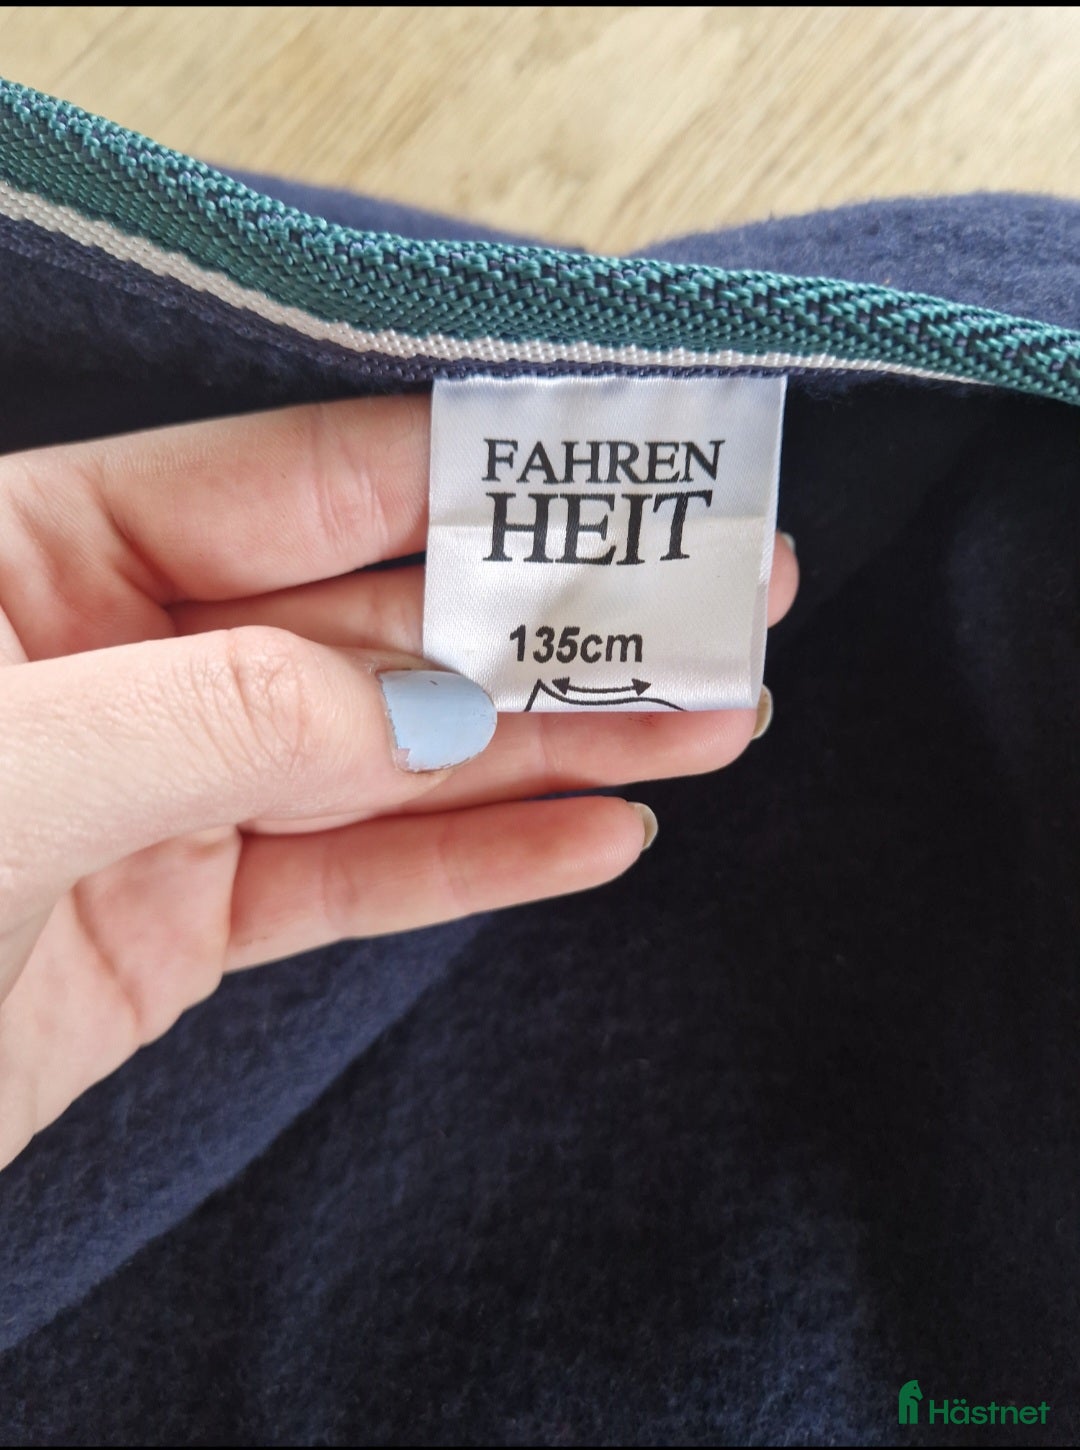 FAHREN
HEIT
135cm
Hästnet